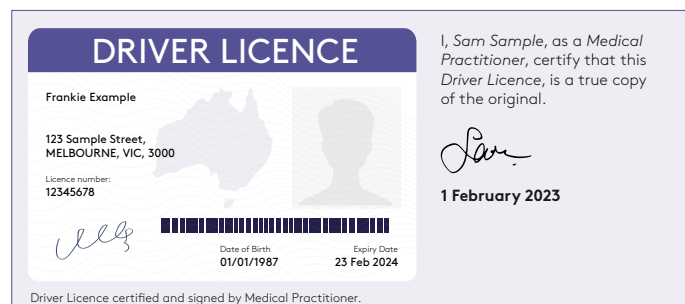 DRIVER LICENCE
Frankie Example
123 Sample Street,
MELBOURNE, VIC, 3000
Licence number:
12345678
Date of Birth
01/01/1987
Expiry Date
23 Feb 2024
I, Sam Sample, as a Medical
Practitioner, certify that this
Driver Licence, is a true copy
of the original.
Sam
1 February 2023
Driver Licence certified and signed by Medical Practitioner.